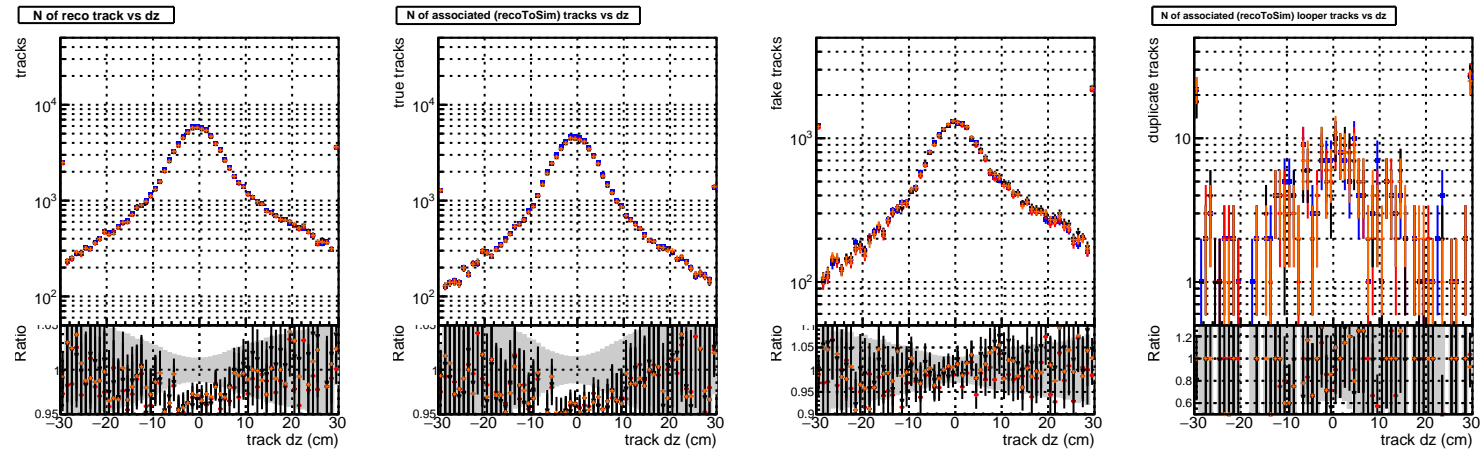 N of reco track vs dz
tracks
10⁴
10³
10²
Ratio
1
0.95
−30 −20 −10 0 10 20 30
track dz (cm)
N of associated (recoToSim) tracks vs dz
true tracks
10⁴
10³
10²
Ratio
1
0.95
−30 −20 −10 0 10 20 30
track dz (cm)
fake tracks
10³
10²
Ratio
1.05
1
0.95
0.9
−30 −20 −10 0 10 20 30
track dz (cm)
N of associated (recoToSim) looper tracks vs dz
duplicate tracks
10
1
Ratio
1.2
1
0.8
0.6
−30 −20 −10 0 10 20 30
track dz (cm)